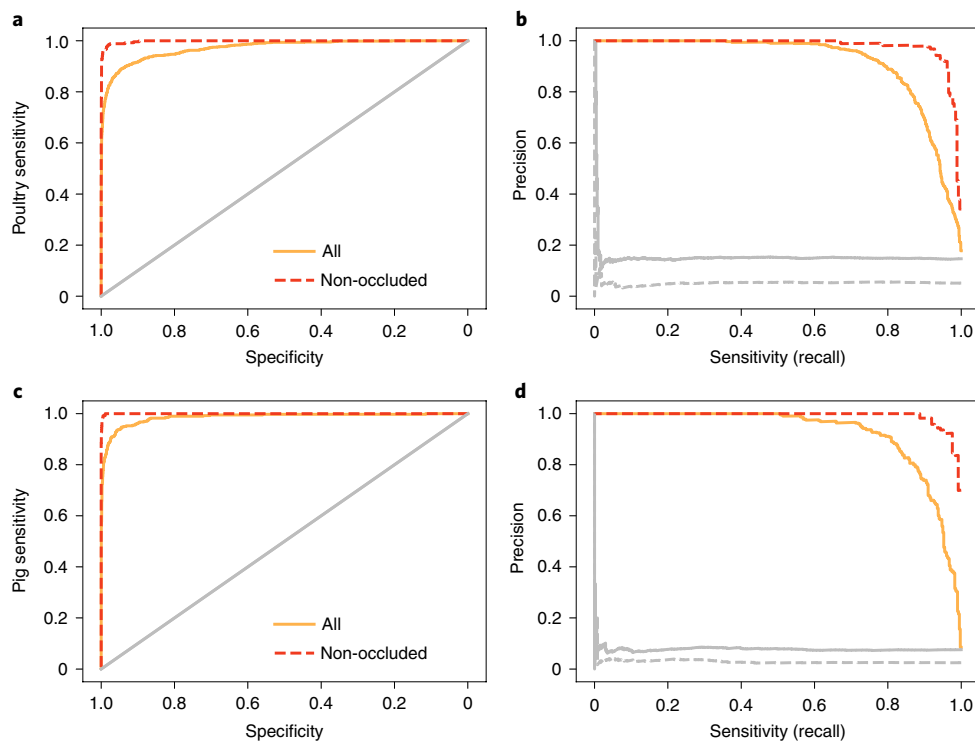 a
1.0
0.8
0.6
0.4
0.2
0
Poultry sensitivity
All
Non-occluded
1.0 0.8 0.6 0.4 0.2 0
Specificity
b
1.0
0.8
0.6
0.4
0.2
0
Precision
0 0.2 0.4 0.6 0.8 1.0
Sensitivity (recall)
c
1.0
0.8
0.6
0.4
0.2
0
Pig sensitivity
All
Non-occluded
1.0 0.8 0.6 0.4 0.2 0
Specificity
d
1.0
0.8
0.6
0.4
0.2
0
Precision
0 0.2 0.4 0.6 0.8 1.0
Sensitivity (recall)